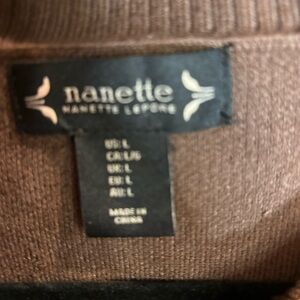 nanette
NANETTE LEPORE
US: L
CA: L/G
UK: L
EU: L
AU: L
MADE IN
CHINA